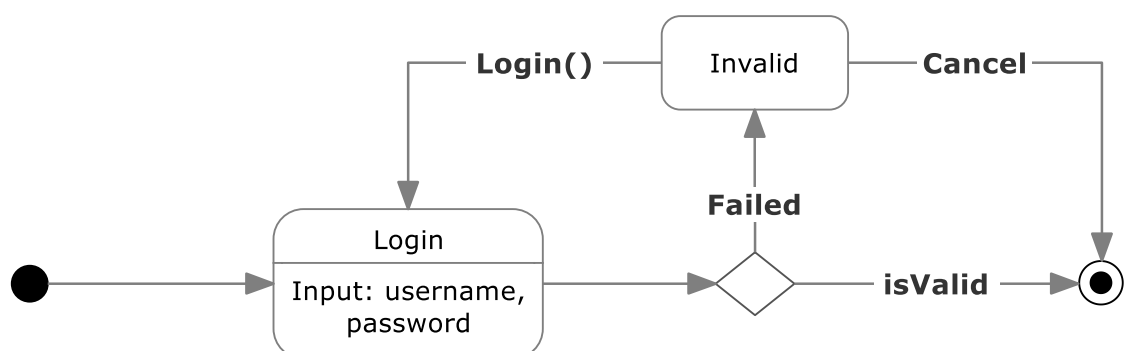 Login()
Invalid
Cancel
Failed
Login
Input: username,
password
isValid